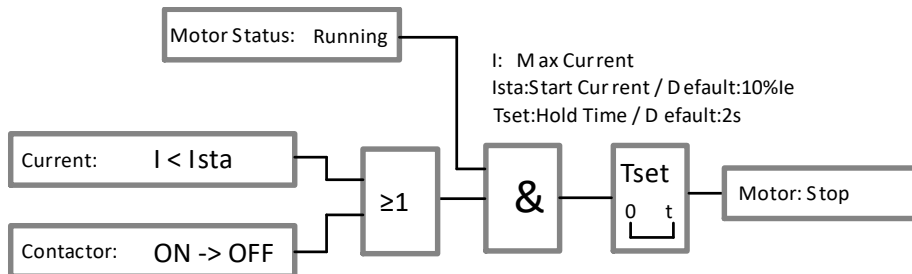 Motor Status: Running
I: Max Current
Ista:Start Current / Default:10%Ie
Tset:Hold Time / Default:2s
Current: I < Ista
≥1
&
Tset
0 t
Motor: Stop
Contactor: ON -> OFF